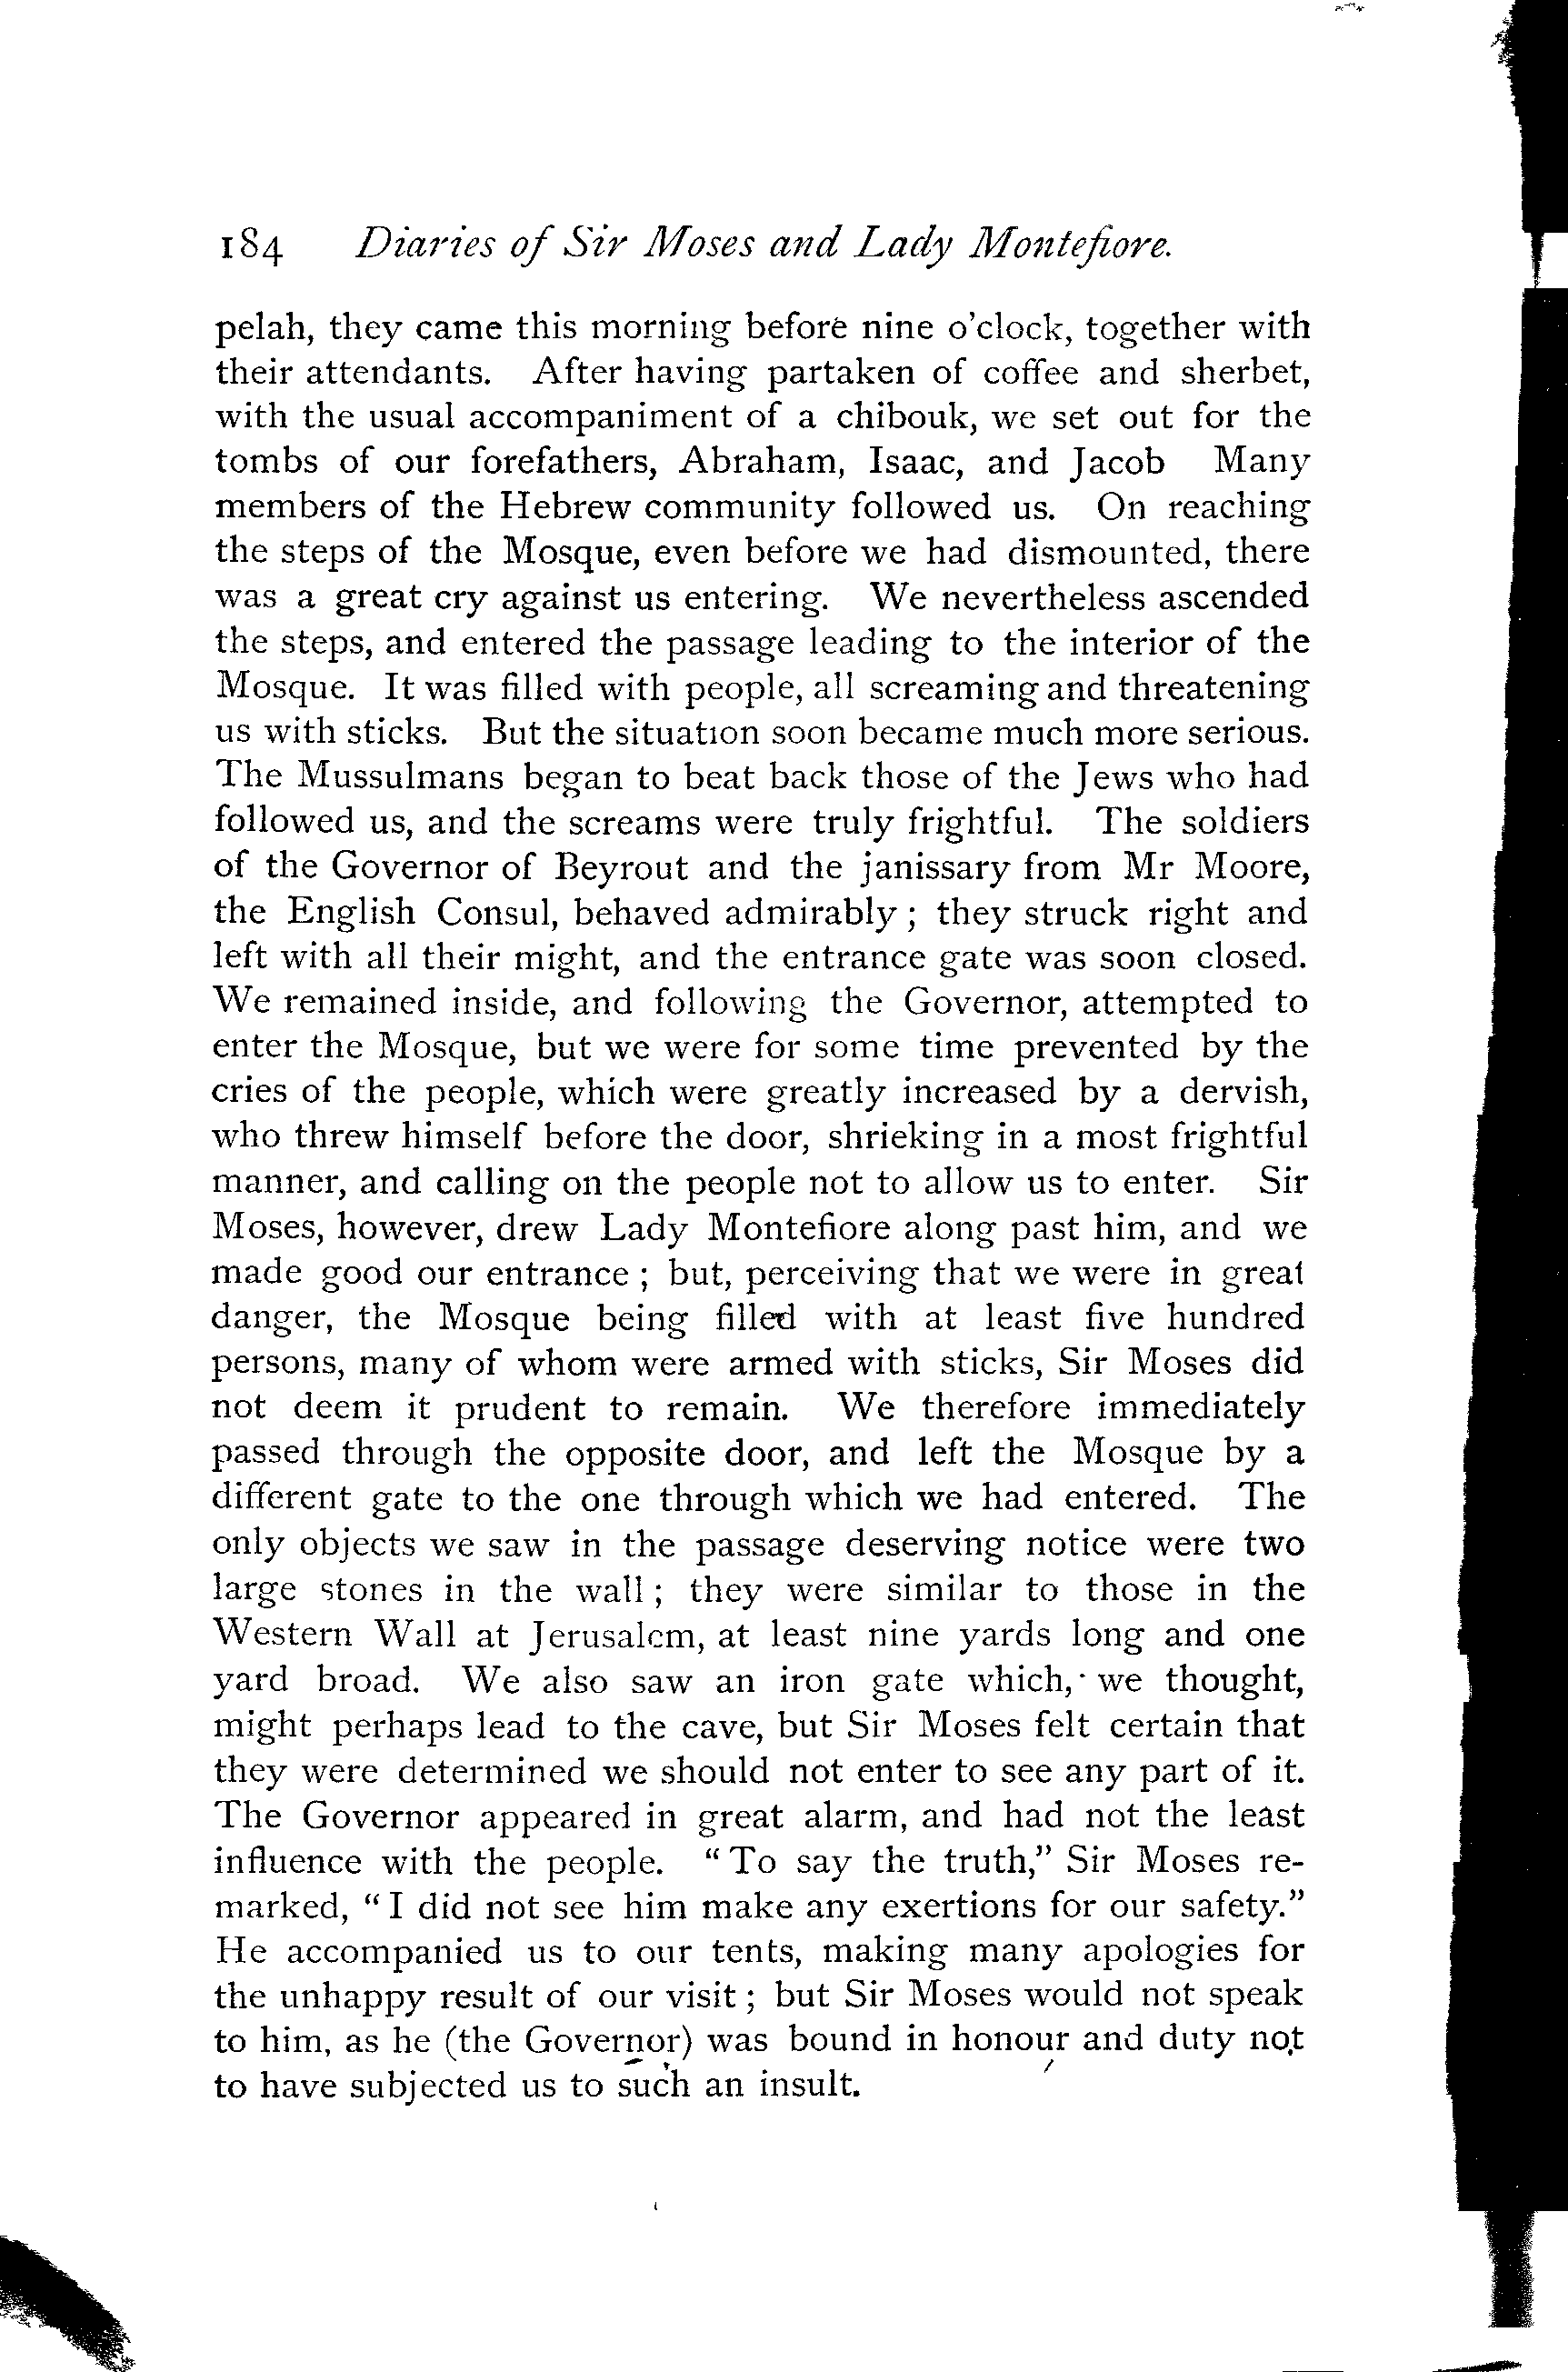 184 Diaries of Sir Moses and Lady Montefiore.
pelah, they came this morning before nine o'clock, together with
their attendants. After having partaken of coffee and sherbet,
with the usual accompaniment of a chibouk, we set out for the
tombs of our forefathers, Abraham, Isaac, and Jacob Many
members of the Hebrew community followed us. On reaching
the steps of the Mosque, even before we had dismounted, there
was a great cry against us entering. We nevertheless ascended
the steps, and entered the passage leading to the interior of the
Mosque. It was filled with people, all screaming and threatening
us with sticks. But the situation soon became much more serious.
The Mussulmans began to beat back those of the Jews who had
followed us, and the screams were truly frightful. The soldiers
of the Governor of Beyrout and the janissary from Mr Moore,
the English Consul, behaved admirably; they struck right and
left with all their might, and the entrance gate was soon closed.
We remained inside, and following the Governor, attempted to
enter the Mosque, but we were for some time prevented by the
cries of the people, which were greatly increased by a dervish,
who threw himself before the door, shrieking in a most frightful
manner, and calling on the people not to allow us to enter. Sir
Moses, however, drew Lady Montefiore along past him, and we
made good our entrance; but, perceiving that we were in great
danger, the Mosque being filled with at least five hundred
persons, many of whom were armed with sticks, Sir Moses did
not deem it prudent to remain. We therefore immediately
passed through the opposite door, and left the Mosque by a
different gate to the one through which we had entered. The
only objects we saw in the passage deserving notice were two
large stones in the wall; they were similar to those in the
Western Wall at Jerusalem, at least nine yards long and one
yard broad. We also saw an iron gate which, we thought,
might perhaps lead to the cave, but Sir Moses felt certain that
they were determined we should not enter to see any part of it.
The Governor appeared in great alarm, and had not the least
influence with the people. "To say the truth," Sir Moses re-
marked, "I did not see him make any exertions for our safety."
He accompanied us to our tents, making many apologies for
the unhappy result of our visit; but Sir Moses would not speak
to him, as he (the Governor) was bound in honour and duty not
to have subjected us to such an insult.